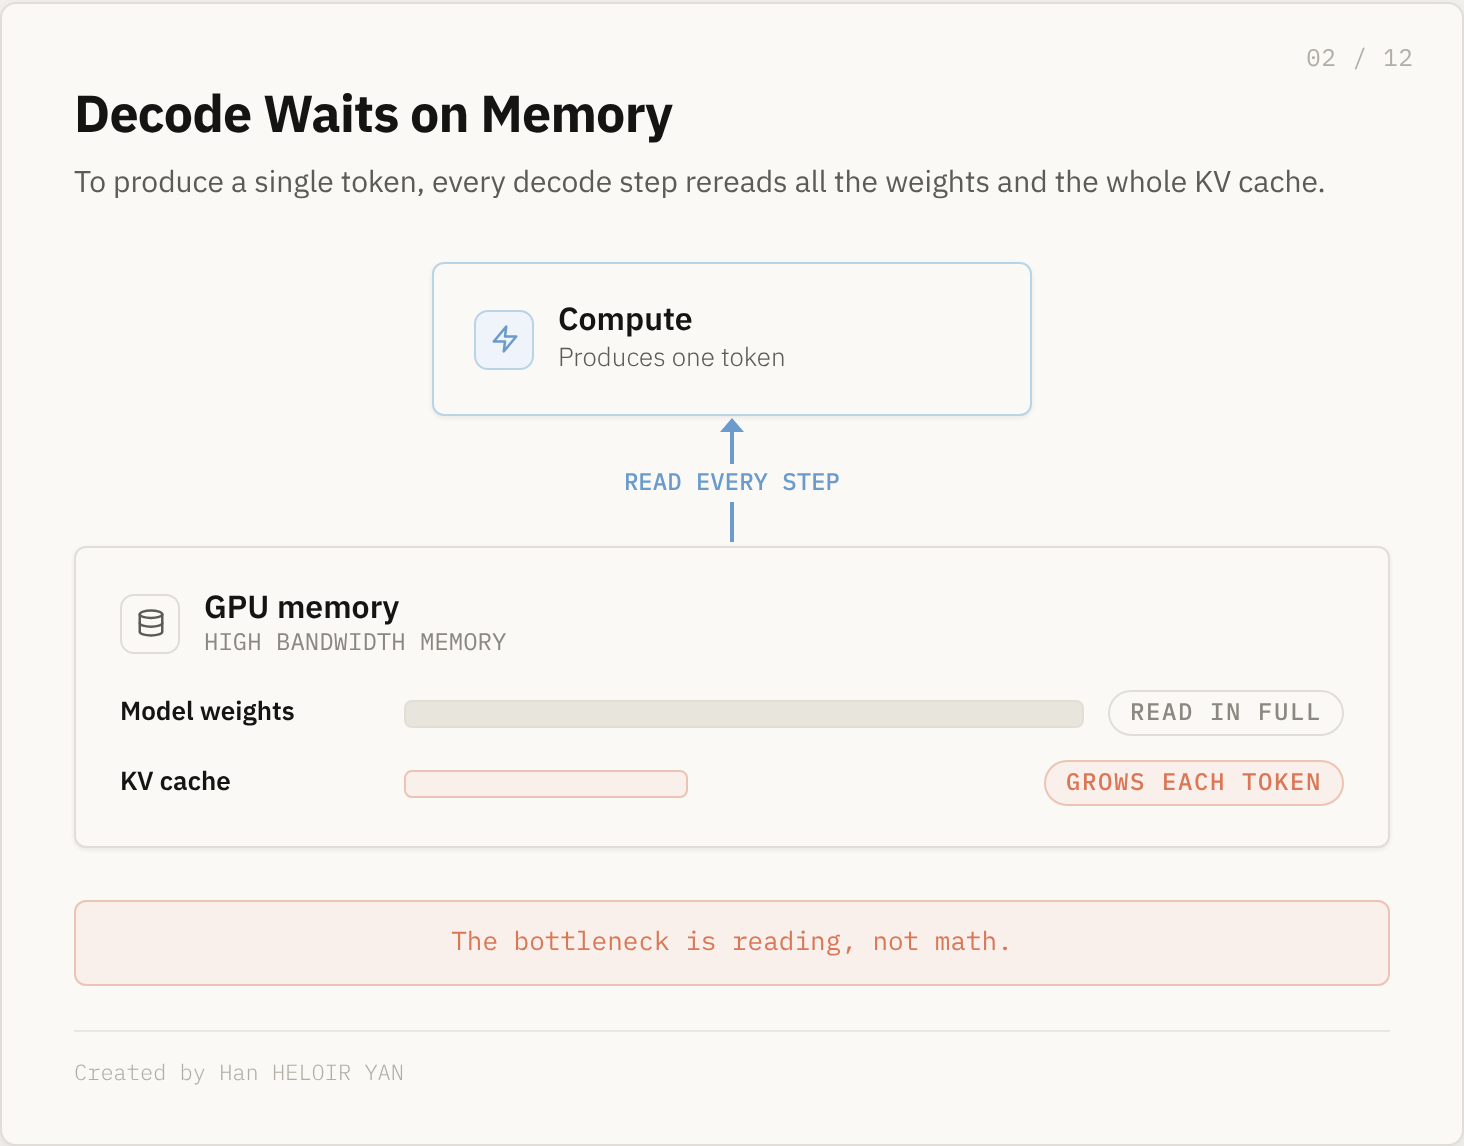 02 / 12
Decode Waits on Memory
To produce a single token, every decode step rereads all the weights and the whole KV cache.
Compute
Produces one token
READ EVERY STEP
GPU memory
HIGH BANDWIDTH MEMORY
Model weights
READ IN FULL
KV cache
GROWS EACH TOKEN
The bottleneck is reading, not math.
Created by Han HELOIR YAN